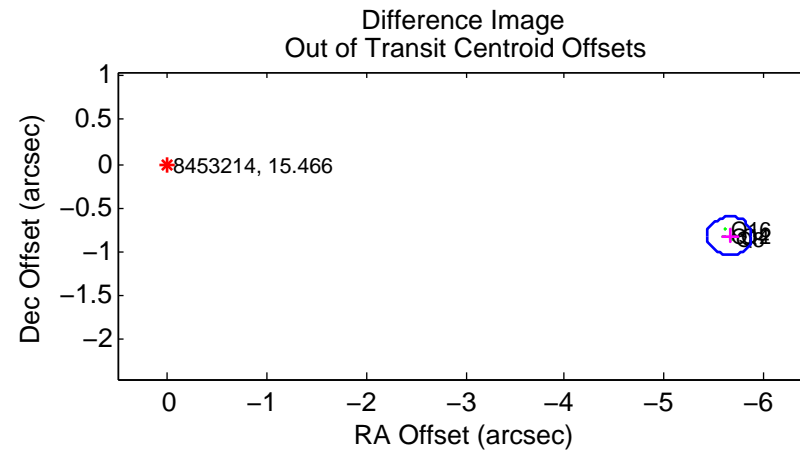 Difference Image
Out of Transit Centroid Offsets
1
0.5
0
−0.5
−1
−1.5
−2
Dec Offset (arcsec)
8453214, 15.466
Q16
0 −1 −2 −3 −4 −5 −6
RA Offset (arcsec)